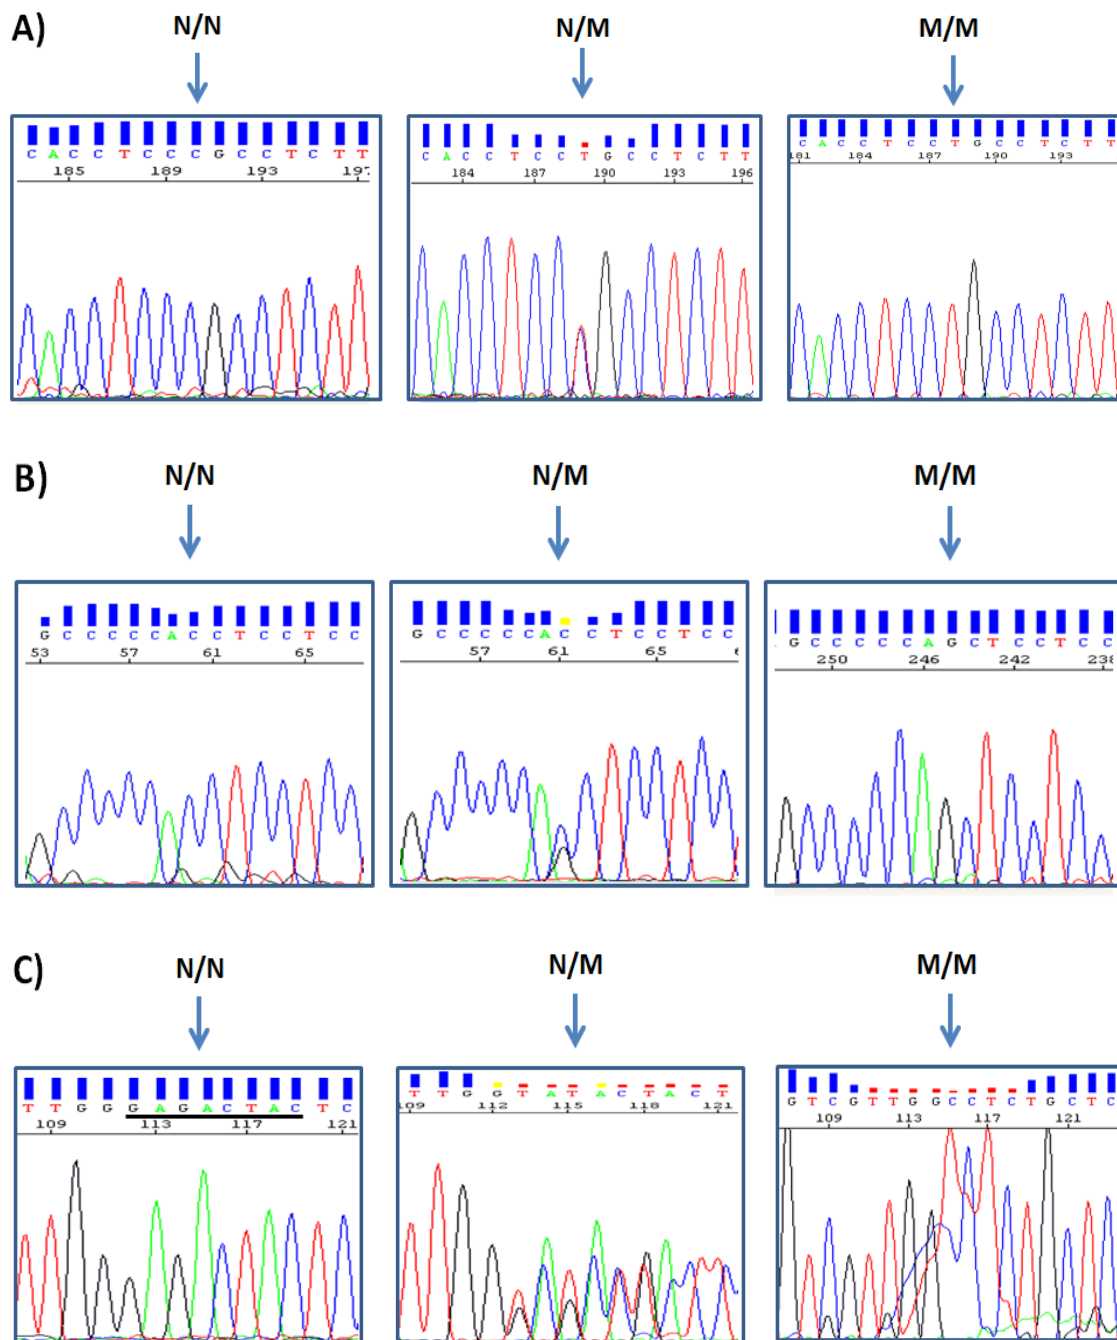 A) N/N N/M M/M
C A C C T C C C G C C T C T T
185 189 193 197
C A C C T C C T G C C T C T T
184 187 190 193 196
C A C C T C C T G C C T C T T
181 184 187 190 193
B) N/N N/M M/M
G C C C C C A C C T C C T C C
53 57 61 65
G C C C C C A C C T C C T C C
57 61 65 6
G C C C C C A G C T C C T C C
250 246 242 238
C) N/N N/M M/M
T T G G G A G A C T A C T C
109 113 117 121
T T G G T A T A C T A C T
109 112 115 118 121
G T C G T T G G C C T C T G C T C
109 113 117 121